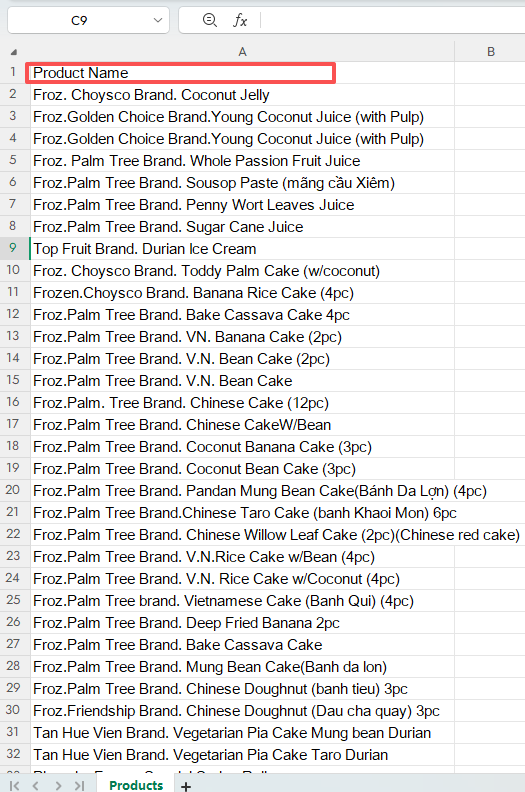 C9
fx
A B
1 Product Name
2 Froz. Choysco Brand. Coconut Jelly
3 Froz.Golden Choice Brand.Young Coconut Juice (with Pulp)
4 Froz.Golden Choice Brand.Young Coconut Juice (with Pulp)
5 Froz. Palm Tree Brand. Whole Passion Fruit Juice
6 Froz.Palm Tree Brand. Sousop Paste (mãng cầu Xiêm)
7 Froz.Palm Tree Brand. Penny Wort Leaves Juice
8 Froz.Palm Tree Brand. Sugar Cane Juice
9 Top Fruit Brand. Durian Ice Cream
10 Froz. Choysco Brand. Toddy Palm Cake (w/coconut)
11 Frozen.Choysco Brand. Banana Rice Cake (4pc)
12 Froz.Palm Tree Brand. Bake Cassava Cake 4pc
13 Froz.Palm Tree Brand. VN. Banana Cake (2pc)
14 Froz.Palm Tree Brand. V.N. Bean Cake (2pc)
15 Froz.Palm Tree Brand. V.N. Bean Cake
16 Froz.Palm. Tree Brand. Chinese Cake (12pc)
17 Froz.Palm Tree Brand. Chinese CakeW/Bean
18 Froz.Palm Tree Brand. Coconut Banana Cake (3pc)
19 Froz.Palm Tree Brand. Coconut Bean Cake (3pc)
20 Froz.Palm Tree Brand. Pandan Mung Bean Cake(Bánh Da Lợn) (4pc)
21 Froz.Palm Tree Brand.Chinese Taro Cake (banh Khaoi Mon) 6pc
22 Froz.Palm Tree Brand. Chinese Willow Leaf Cake (2pc)(Chinese red cake)
23 Froz.Palm Tree Brand. V.N.Rice Cake w/Bean (4pc)
24 Froz.Palm Tree Brand. V.N. Rice Cake w/Coconut (4pc)
25 Froz.Palm Tree brand. Vietnamese Cake (Banh Qui) (4pc)
26 Froz.Palm Tree Brand. Deep Fried Banana 2pc
27 Froz.Palm Tree Brand. Bake Cassava Cake
28 Froz.Palm Tree Brand. Mung Bean Cake(Banh da lon)
29 Froz.Palm Tree Brand. Chinese Doughnut (banh tieu) 3pc
30 Froz.Friendship Brand. Chinese Doughnut (Dau cha quay) 3pc
31 Tan Hue Vien Brand. Vegetarian Pia Cake Mung bean Durian
32 Tan Hue Vien Brand. Vegetarian Pia Cake Taro Durian
Products